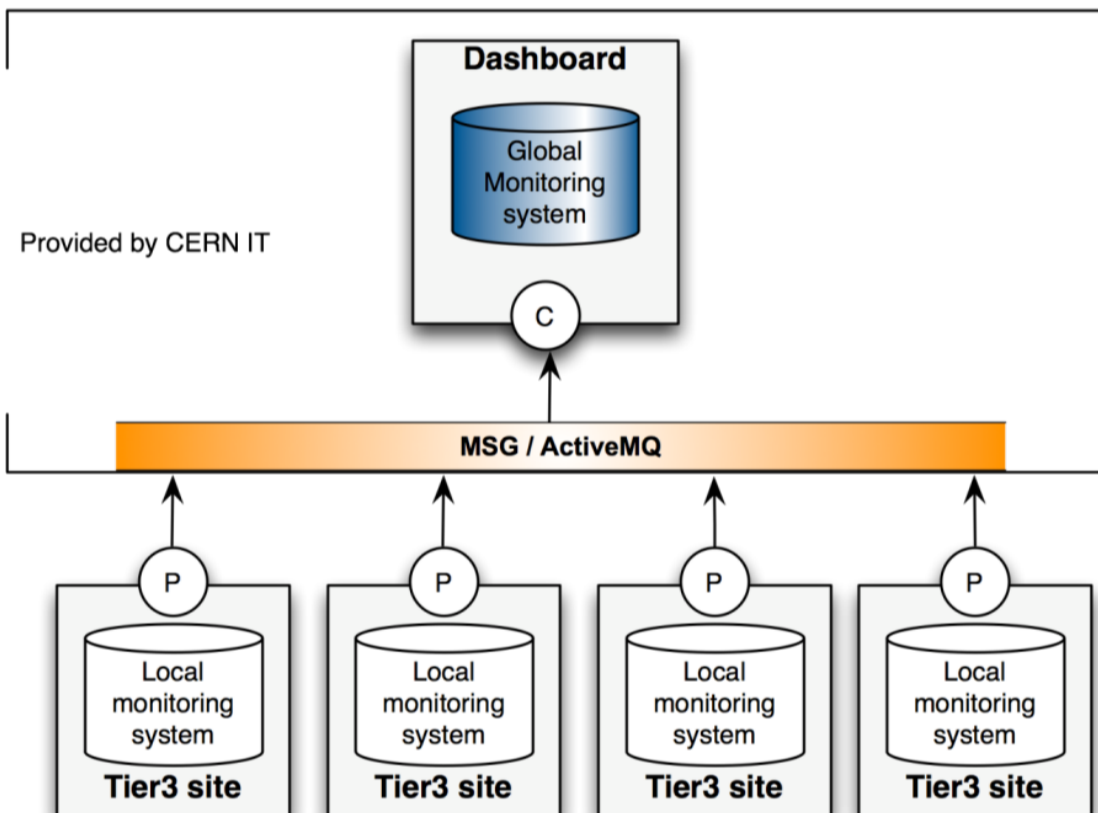 Dashboard
Global
Monitoring
system
Provided by CERN IT
C
MSG / ActiveMQ
P
P
P
P
Local
monitoring
system
Tier3 site
Local
monitoring
system
Tier3 site
Local
monitoring
system
Tier3 site
Local
monitoring
system
Tier3 site